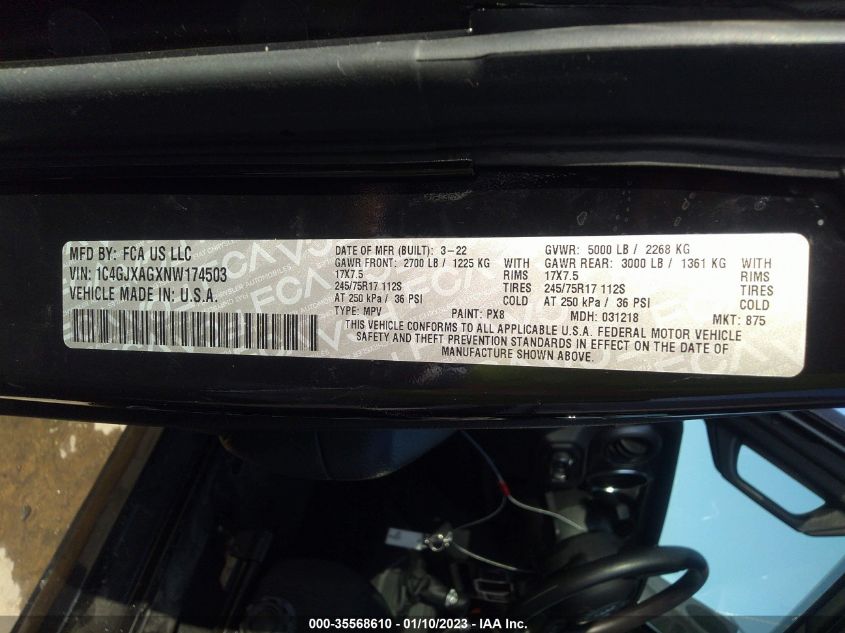 MFD BY: FCA US LLC
VIN: 1C4GJXAGXNW174503
VEHICLE MADE IN: U.S.A.
DATE OF MFR (BUILT): 3-22 GVWR: 5000 LB / 2268 KG
GAWR FRONT: 2700 LB / 1225 KG WITH GAWR REAR: 3000 LB / 1361 KG WITH
17X7.5 RIMS 17X7.5 RIMS
245/75R17 112S TIRES 245/75R17 112S TIRES
AT 250 kPa / 36 PSI COLD AT 250 kPa / 36 PSI COLD
TYPE: MPV PAINT: PX8 MDH: 031218 MKT: 875
THIS VEHICLE CONFORMS TO ALL APPLICABLE U.S.A. FEDERAL MOTOR VEHICLE
SAFETY AND THEFT PREVENTION STANDARDS IN EFFECT ON THE DATE OF
MANUFACTURE SHOWN ABOVE.
000-35568610 - 01/10/2023 - IAA Inc.